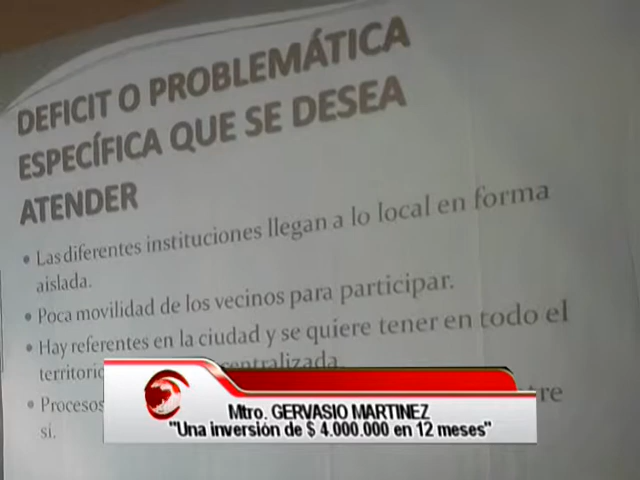 DEFICIT O PROBLEMÁTICA
ESPECÍFICA QUE SE DESEA
ATENDER
• Las diferentes instituciones llegan a lo local en forma
aislada.
• Poca movilidad de los vecinos para participar.
• Hay referentes en la ciudad y se quiere tener en todo el
• Procesos
si.
Mtro. GERVASIO MARTINEZ
"Una inversión de $ 4.000.000 en 12 meses"